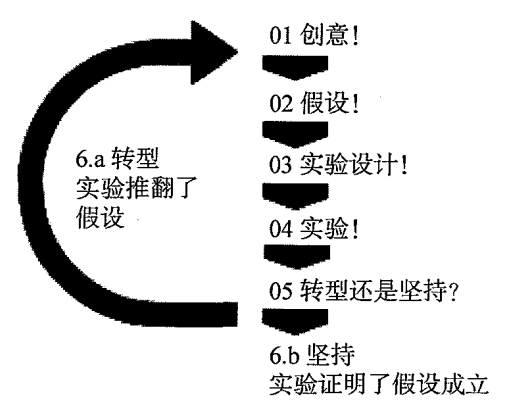 01 创意!
02 假设!
03 实验设计!
04 实验!
05 转型还是坚持?
6.a 转型
实验推翻了
假设
6.b 坚持
实验证明了假设成立